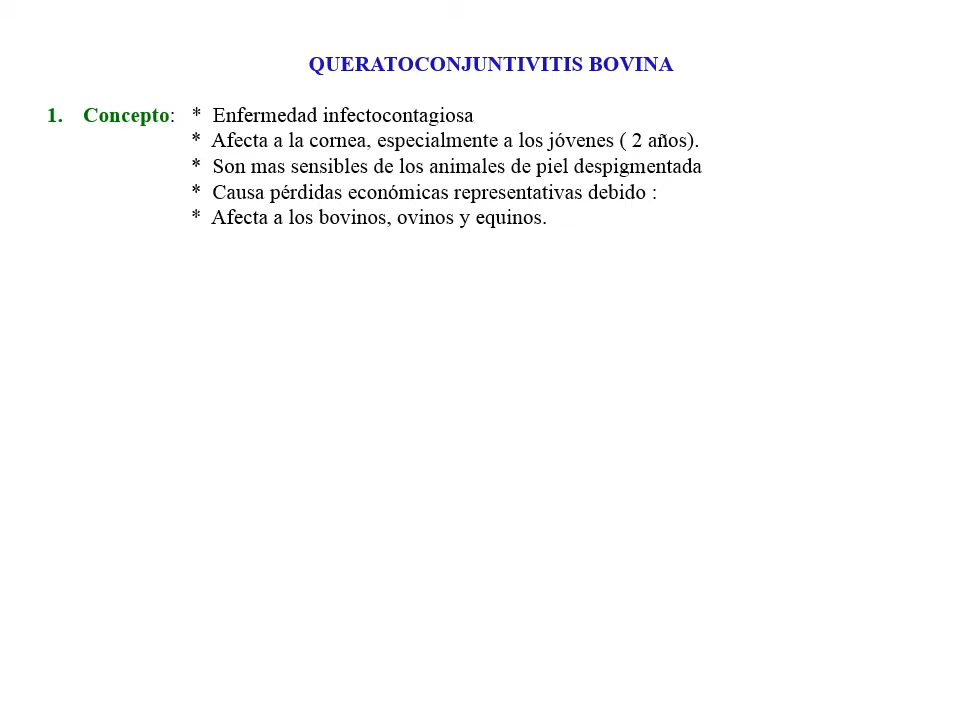 QUERATOCONJUNTIVITIS BOVINA
1. Concepto: * Enfermedad infectocontagiosa
* Afecta a la cornea, especialmente a los jóvenes ( 2 años).
* Son mas sensibles de los animales de piel despigmentada
* Causa pérdidas económicas representativas debido :
* Afecta a los bovinos, ovinos y equinos.